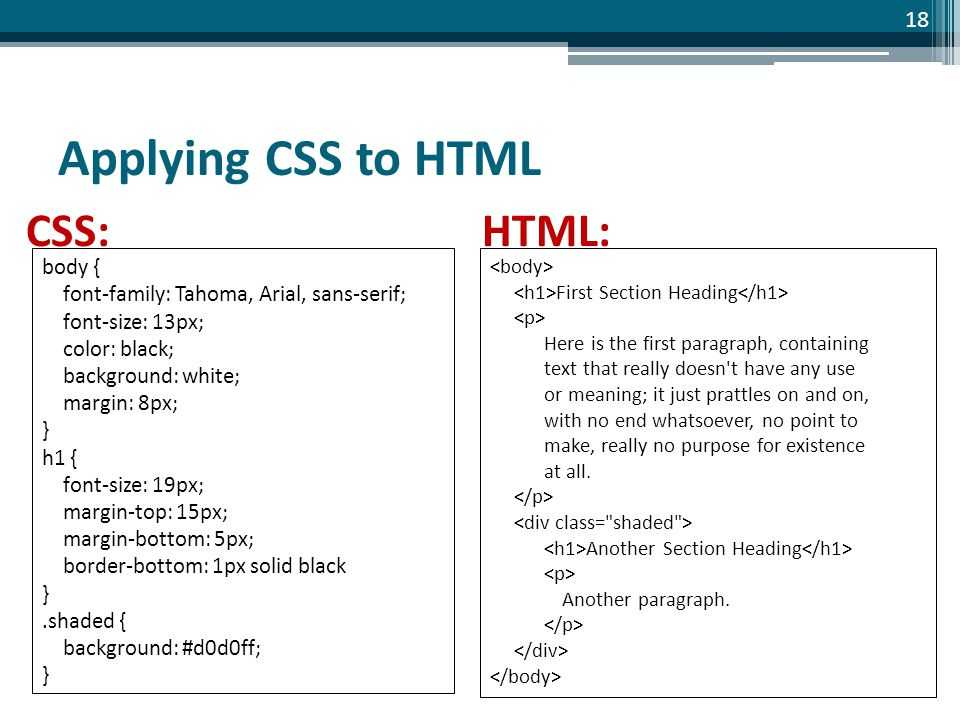 18
Applying CSS to HTML
CSS:
body {
    font-family: Tahoma, Arial, sans-serif;
    font-size: 13px;
    color: black;
    background: white;
    margin: 8px;
}
h1 {
    font-size: 19px;
    margin-top: 15px;
    margin-bottom: 5px;
    border-bottom: 1px solid black
}
.shaded {
    background: #d0d0ff;
}
HTML:
<body>
    <h1>First Section Heading</h1>
    <p>
        Here is the first paragraph, containing
        text that really doesn't have any use
        or meaning; it just prattles on and on,
        with no end whatsoever, no point to
        make, really no purpose for existence
        at all.
    </p>
    <div class="shaded">
        <h1>Another Section Heading</h1>
        <p>
            Another paragraph.
        </p>
    </div>
</body>